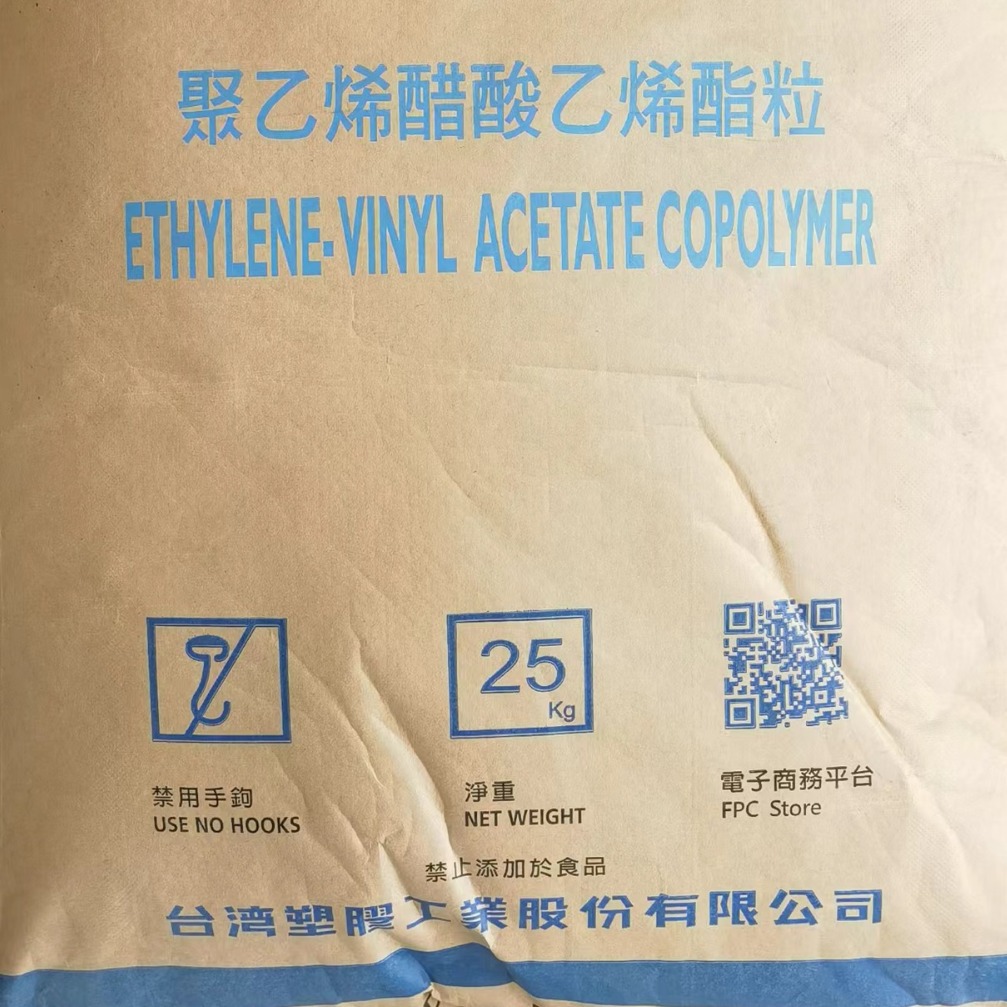 聚乙烯醋酸乙烯酯粒
ETHYLENE-VINYL ACETATE COPOLYMER
25
Kg
禁用手鉤
USE NO HOOKS
淨重
NET WEIGHT
電子商務平台
FPC Store
禁止添加於食品
台湾塑膠工業股份有限公司